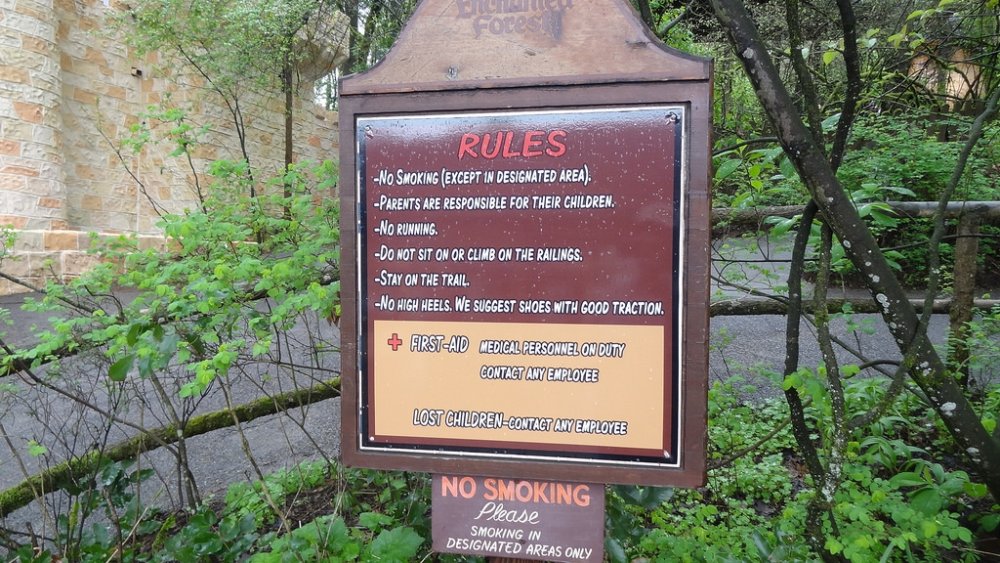 Enchanted
Forest
RULES
-No Smoking (except in designated area).
-Parents are responsible for their children.
-No running.
-Do not sit on or climb on the railings.
-Stay on the trail.
-No high heels. We suggest shoes with good traction.
+ First-Aid Medical personnel on duty
Contact any employee
Lost Children-contact any employee
NO SMOKING
Please
SMOKING IN
DESIGNATED AREAS ONLY